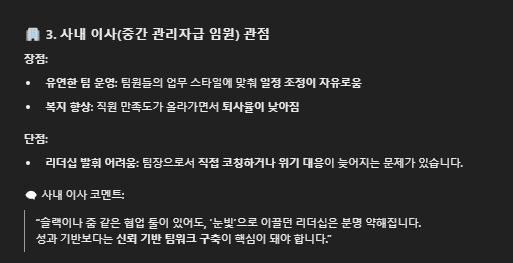 🏢 3. 사내 이사(중간 관리자급 임원) 관점
장점:
• 유연한 팀 운영: 팀원들의 업무 스타일에 맞춰 일정 조정이 자유로움
• 복지 향상: 직원 만족도가 올라가면서 퇴사율이 낮아짐
단점:
• 리더십 발휘 어려움: 팀장으로서 직접 코칭하거나 위기 대응이 늦어지는 문제가 있습니다.
🗨 사내 이사 코멘트:
“슬랙이나 줌 같은 협업 툴이 있어도, ‘눈빛’으로 이끌던 리더십은 분명 약해집니다.
성과 기반보다는 신뢰 기반 팀워크 구축이 핵심이 돼야 합니다.”